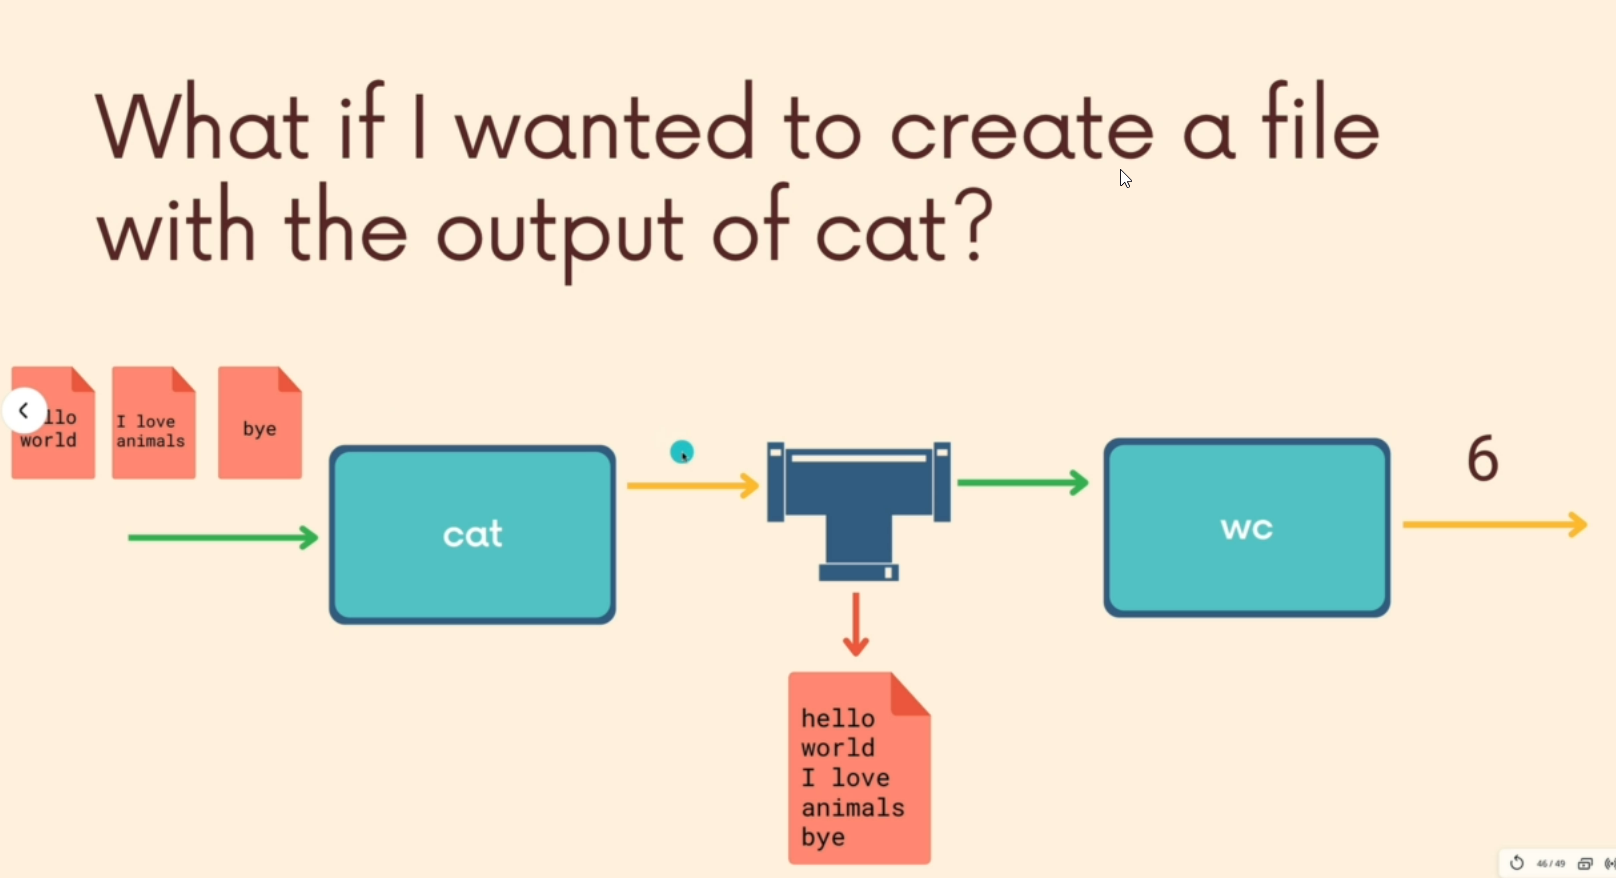 What if I wanted to create a file
with the output of cat?
llo
world
I love
animals
bye
cat
wc
6
hello
world
I love
animals
bye
46 / 49